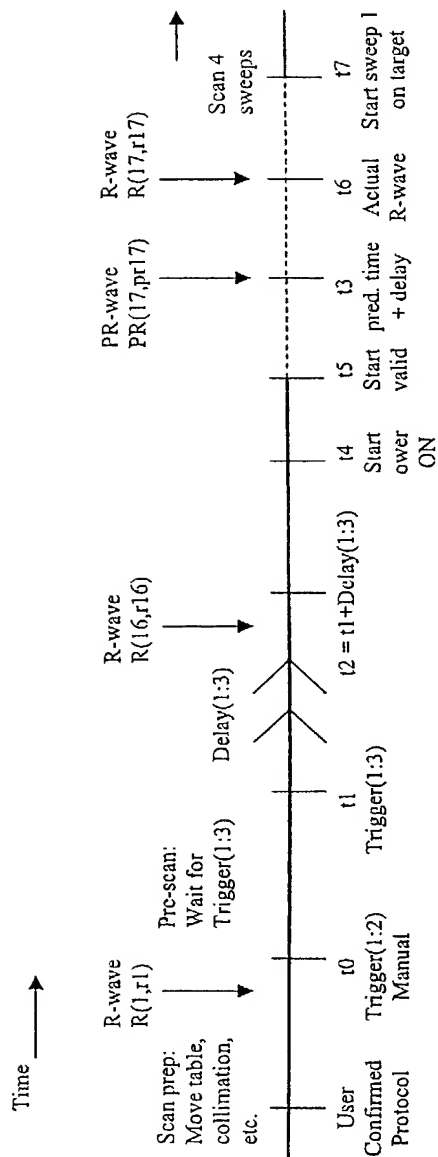 Time
Scan prep:
Move table,
collimation,
etc.
R-wave
R(1,r1)
Pre-scan:
Wait for
Trigger(1:3)
Delay(1:3)
R-wave
R(16,r16)
PR-wave
PR(17,pr17)
R-wave
R(17,r17)
Scan 4
sweeps
User
Confirmed
Protocol
t0
Trigger(1:2)
Manual
t1
Trigger(1:3)
t2 = t1+Delay(1:3)
t4
Start
ower
ON
t5
Start
valid
t3
pred. time
+ delay
t6
Actual
R-wave
t7
Start sweep 1
on target